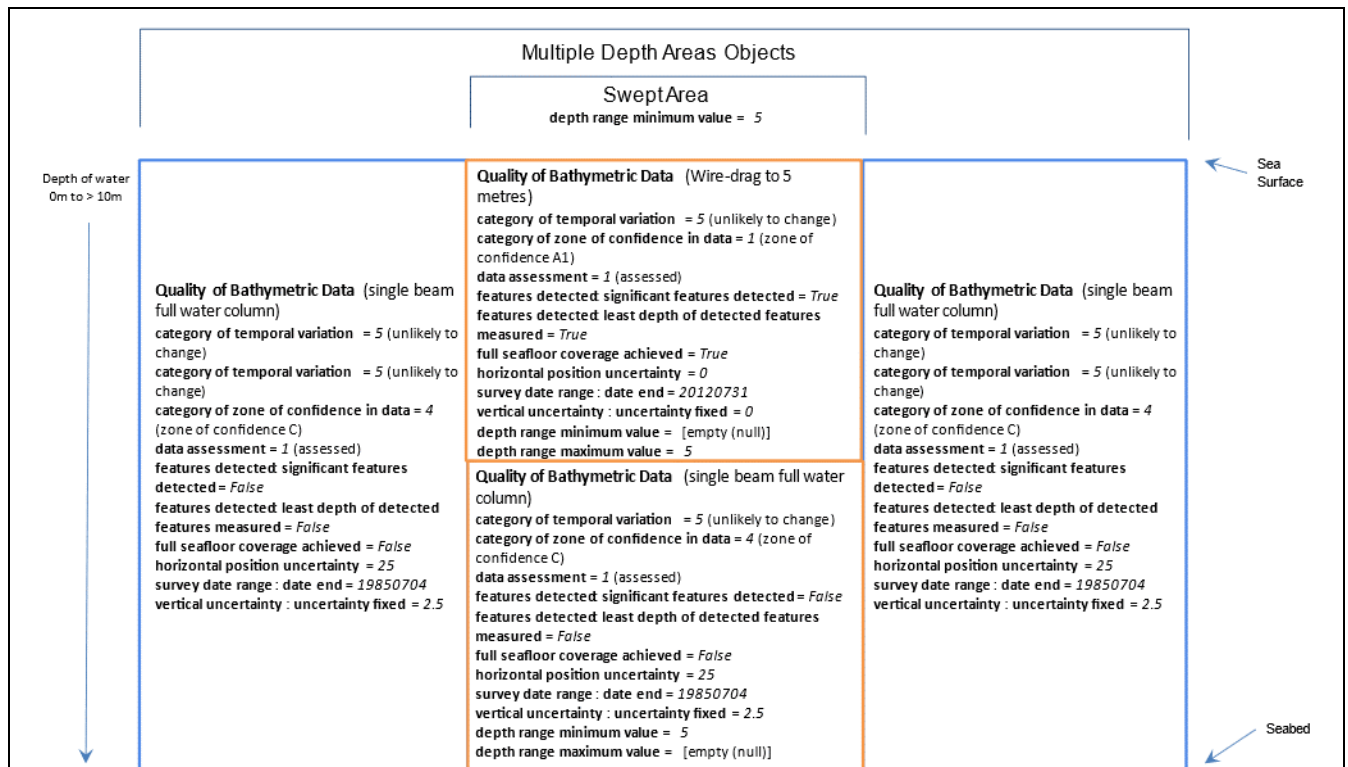 Multiple Depth Areas Objects
Swept Area
depth range minimum value = 5
Depth of water
0m to > 10m
Sea
Surface
Quality of Bathymetric Data (single beam
full water column)
category of temporal variation = 5 (unlikely to
change)
category of temporal variation = 5 (unlikely to
change)
category of zone of confidence in data = 4
(zone of confidence C)
data assessment = 1 (assessed)
features detected: significant features
detected = False
features detected: least depth of detected
features measured = False
full seafloor coverage achieved = False
horizontal position uncertainty = 25
survey date range : date end = 19850704
vertical uncertainty : uncertainty fixed = 2.5
Quality of Bathymetric Data (Wire-drag to 5
metres)
category of temporal variation = 5 (unlikely to change)
category of zone of confidence in data = 1 (zone of
confidence A1)
data assessment = 1 (assessed)
features detected: significant features detected = True
features detected: least depth of detected features
measured = True
full seafloor coverage achieved = True
horizontal position uncertainty = 0
survey date range : date end = 20120731
vertical uncertainty : uncertainty fixed = 0
depth range minimum value = [empty (null)]
depth range maximum value = 5
Quality of Bathymetric Data (single beam full water
column)
category of temporal variation = 5 (unlikely to change)
category of zone of confidence in data = 4 (zone of
confidence C)
data assessment = 1 (assessed)
features detected: significant features detected = False
features detected: least depth of detected features
measured = False
full seafloor coverage achieved = False
horizontal position uncertainty = 25
survey date range : date end = 19850704
vertical uncertainty : uncertainty fixed = 2.5
depth range minimum value = 5
depth range maximum value = [empty (null)]
Quality of Bathymetric Data (single beam
full water column)
category of temporal variation = 5 (unlikely to
change)
category of temporal variation = 5 (unlikely to
change)
category of zone of confidence in data = 4
(zone of confidence C)
data assessment = 1 (assessed)
features detected: significant features
detected = False
features detected: least depth of detected
features measured = False
full seafloor coverage achieved = False
horizontal position uncertainty = 25
survey date range : date end = 19850704
vertical uncertainty : uncertainty fixed = 2.5
Seabed